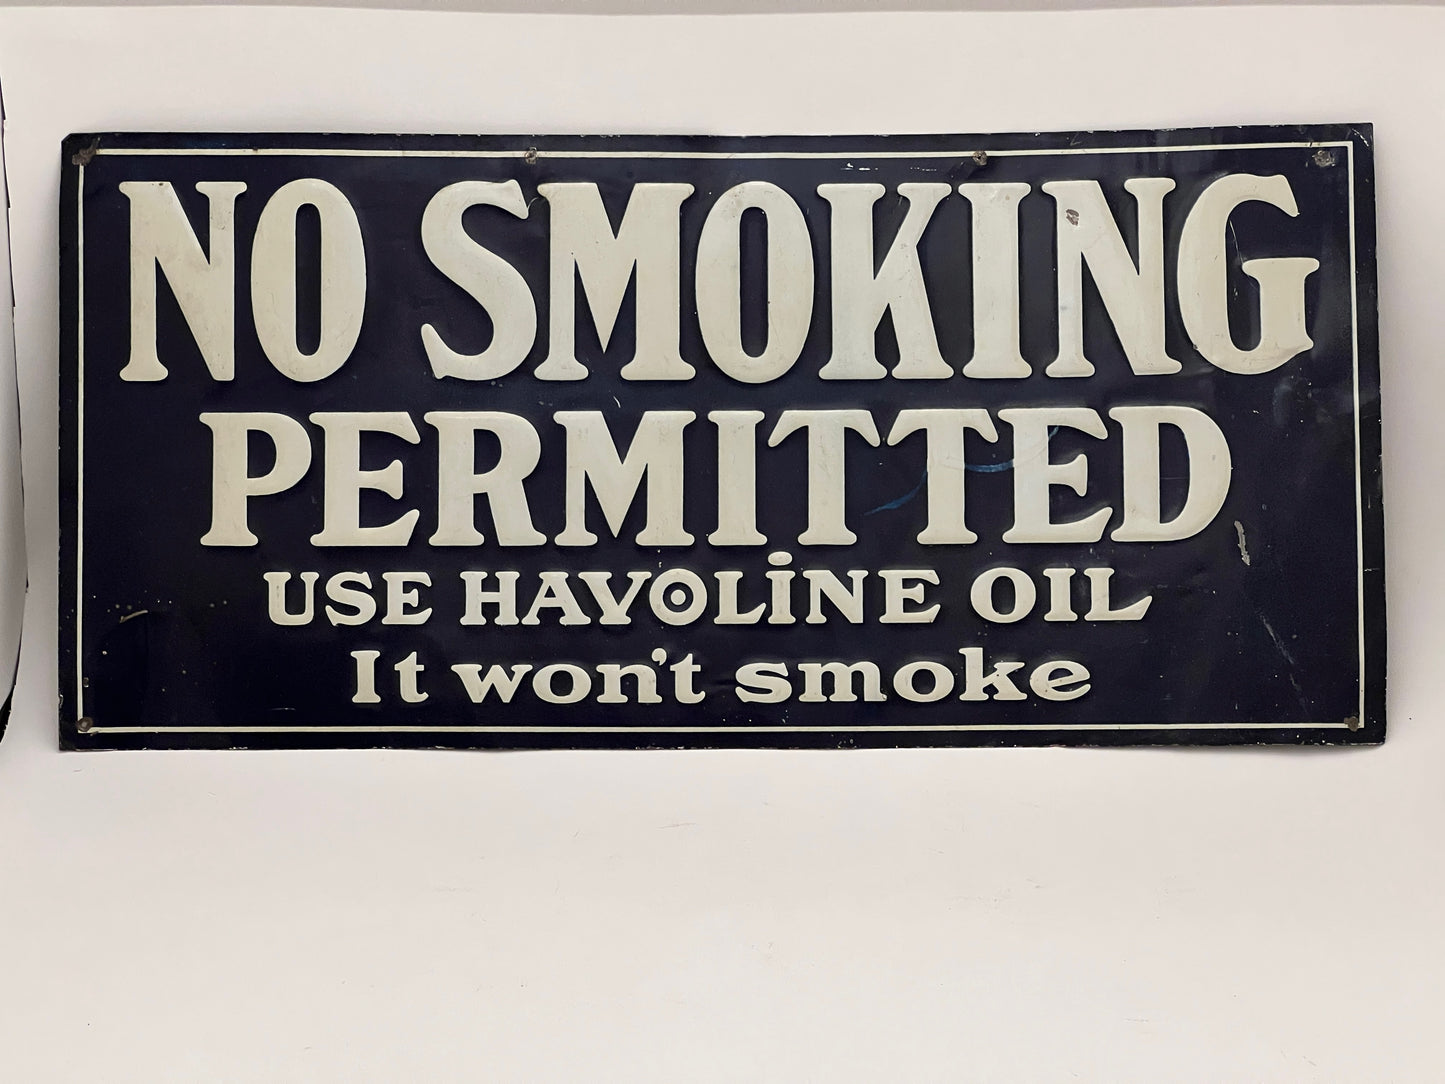 NO SMOKING
PERMITTED
USE HAVOLiNE OIL
It won't smoke